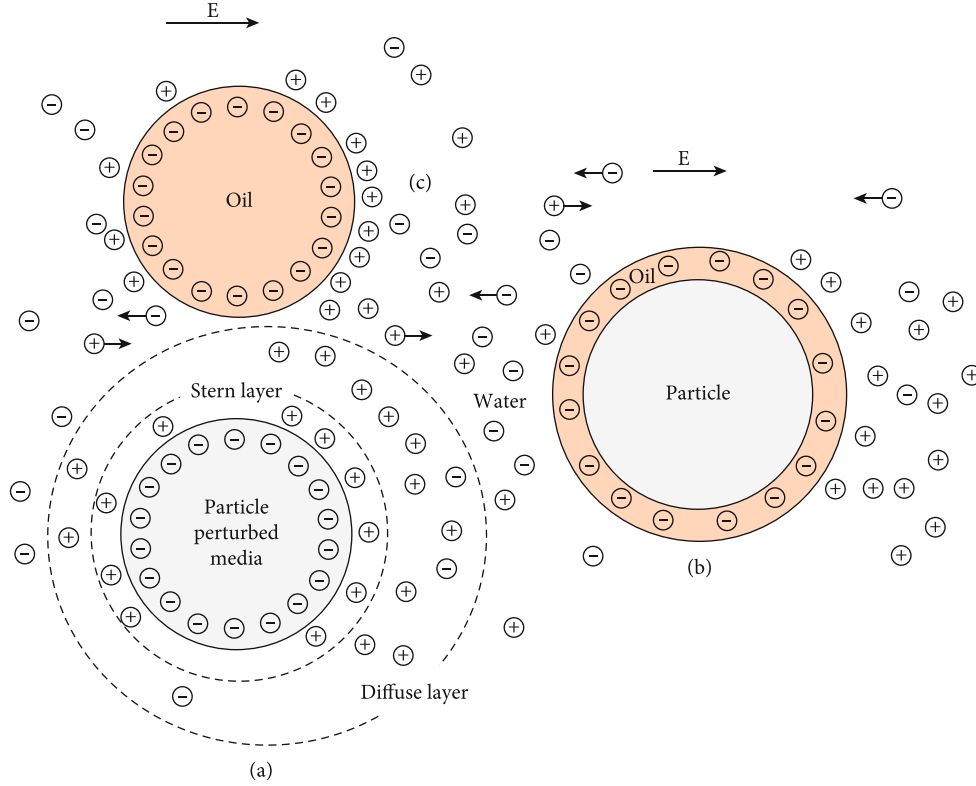 E
Oil
(c)
E
Oil
Particle
Stern layer
Water
Particle
perturbed
media
(b)
Diffuse layer
(a)